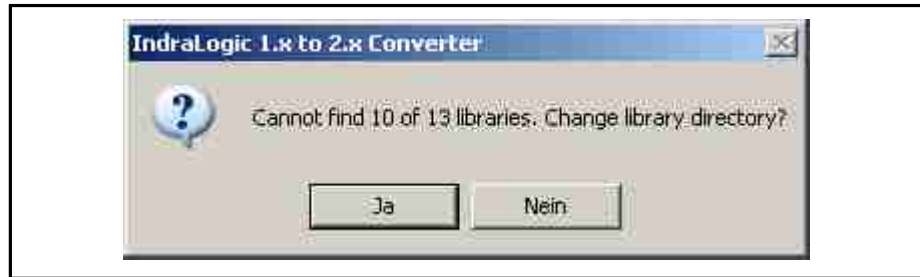 IndraLogic 1.x to 2.x Converter
Cannot find 10 of 13 libraries. Change library directory?
Ja
Nein